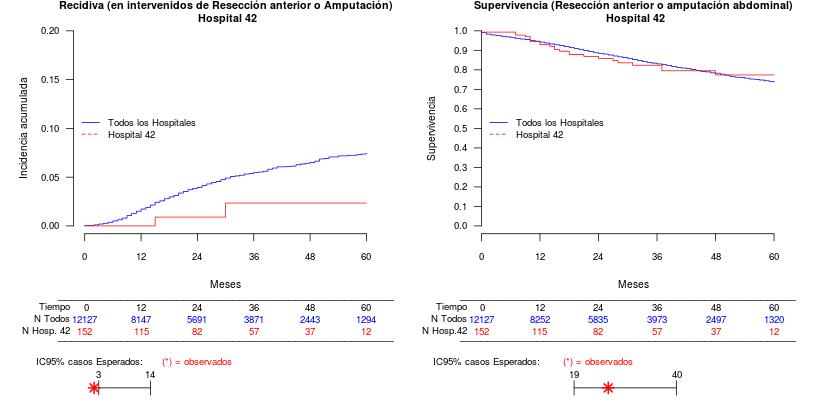 Recidiva (en intervenidos de Resección anterior o Amputación)
Hospital 42
0.20
0.15
0.10
0.05
0.00
Incidencia acumulada
Todos los Hospitales
Hospital 42
0 12 24 36 48 60
Meses
Tiempo 0 12 24 36 48 60
N Todos 12127 8147 5691 3871 2443 1294
N Hosp. 42 152 115 82 57 37 12
IC95% casos Esperados: (*) = observados
3 14
Supervivencia (Resección anterior o amputación abdominal)
Hospital 42
1.0
0.9
0.8
0.7
0.6
0.5
0.4
0.3
0.2
0.1
0.0
Supervivencia
Todos los Hospitales
Hospital 42
0 12 24 36 48 60
Meses
Tiempo 0 12 24 36 48 60
N Todos 12127 8252 5835 3973 2497 1320
N Hosp.42 152 115 82 57 37 12
IC95% casos Esperados: (*) = observados
19 40